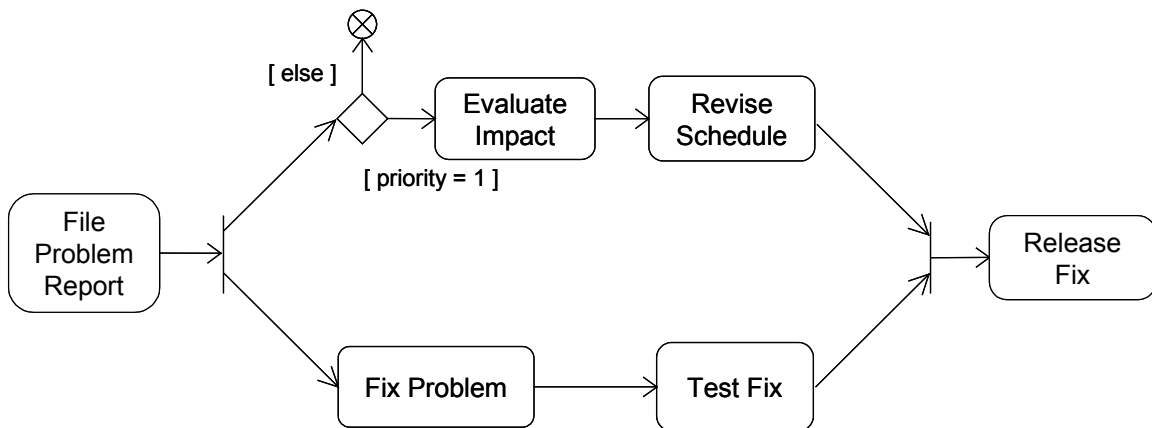 [ else ]
Evaluate
Impact
Revise
Schedule
[ priority = 1 ]
File
Problem
Report
Release
Fix
Fix Problem
Test Fix